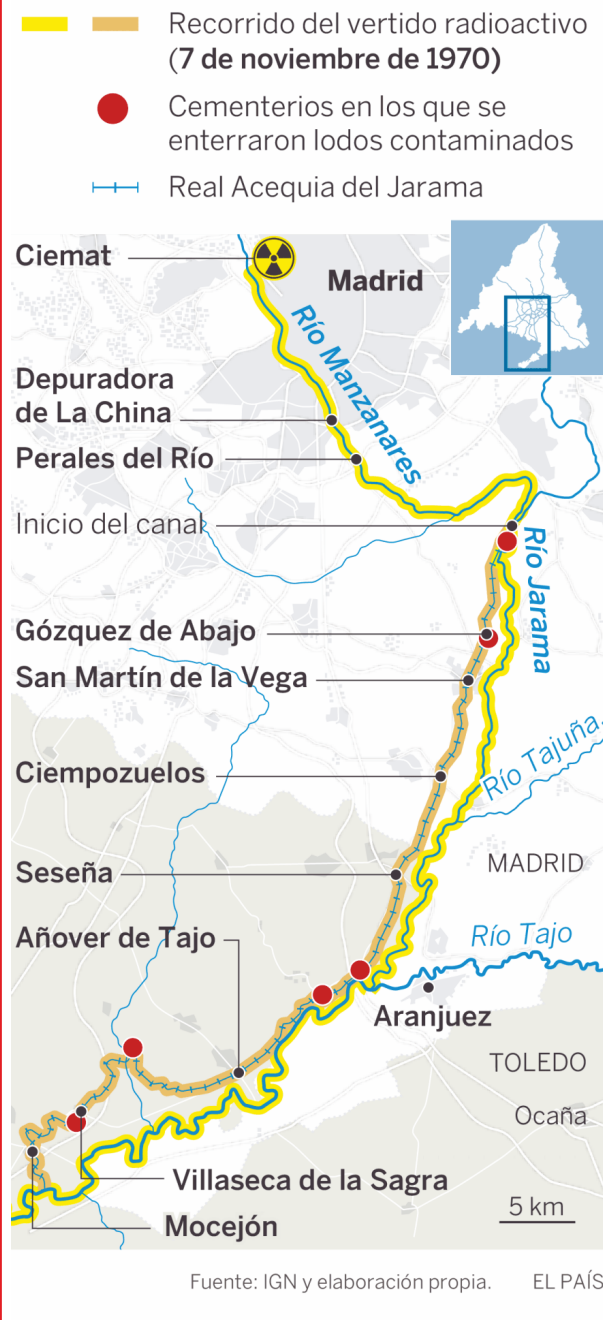 Recorrido del vertido radioactivo
(7 de noviembre de 1970)
Cementerios en los que se
enterraron lodos contaminados
Real Acequia del Jarama
Ciemat
Madrid
Río Manzanares
Depuradora
de La China
Perales del Río
Inicio del canal
Río Jarama
Gózquez de Abajo
San Martín de la Vega
Río Tajuña
Ciempozuelos
MADRID
Seseña
Río Tajo
Añover de Tajo
Aranjuez
TOLEDO
Ocaña
Villaseca de la Sagra
5 km
Mocejón
Fuente: IGN y elaboración propia.
EL PAÍS